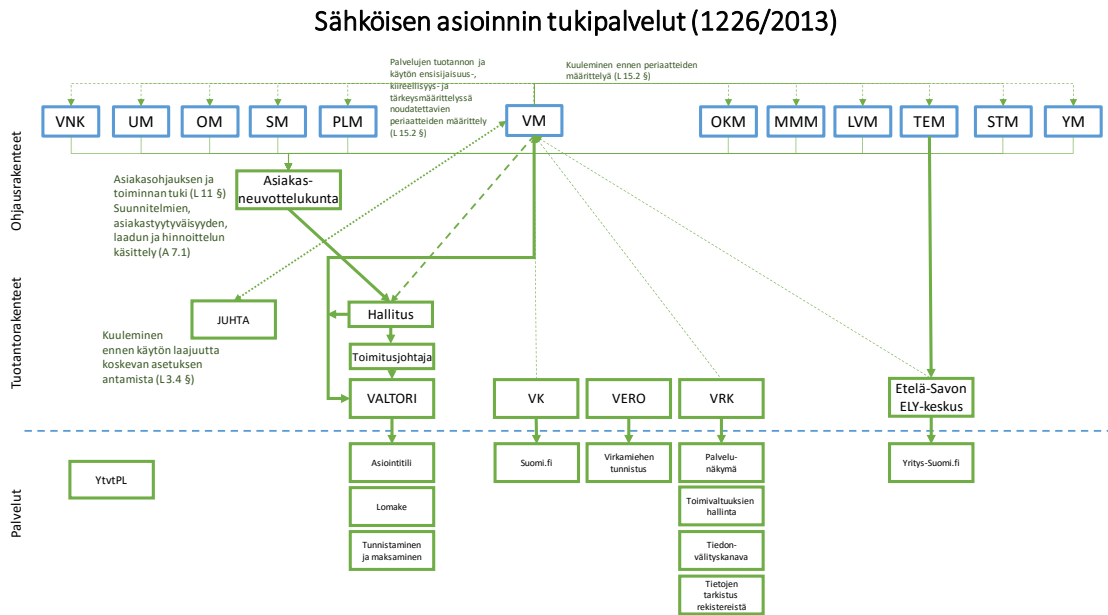 Sähköisen asioinnin tukipalvelut (1226/2013)
Palvelujen tuotannon ja
käytön ensisijaisuus-,
kiireellisyys- ja
tärkeysmäärittelyssä
noudatettavien
periaatteiden määrittely
(L 15.2 §)
Kuuleminen ennen periaatteiden
määrittelyä (L 15.2 §)
Ohjausrakenteet
VNK
UM
OM
SM
PLM
VM
OKM
MMM
LVM
TEM
STM
YM
Asiakasohjauksen ja
toiminnan tuki (L 11 §)
Suunnitelmien,
asiakastyytyväisyyden,
laadun ja hinnoittelun
käsittely (A 7.1)
Asiakas-
neuvottelukunta
Tuotantorakenteet
JUHTA
Kuuleminen
ennen käytön laajuutta
koskevan asetuksen
antamista (L 3.4 §)
Hallitus
Toimitusjohtaja
VALTORI
VK
VERO
VRK
Etelä-Savon
ELY-keskus
Palvelut
YtvtPL
Asiointitili
Lomake
Tunnistaminen
ja maksaminen
Suomi.fi
Virkamiehen
tunnistus
Palvelu-
näkymä
Toimivaltuuksien
hallinta
Tiedon-
välityskanava
Tietojen
tarkistus
rekistereistä
Yritys-Suomi.fi